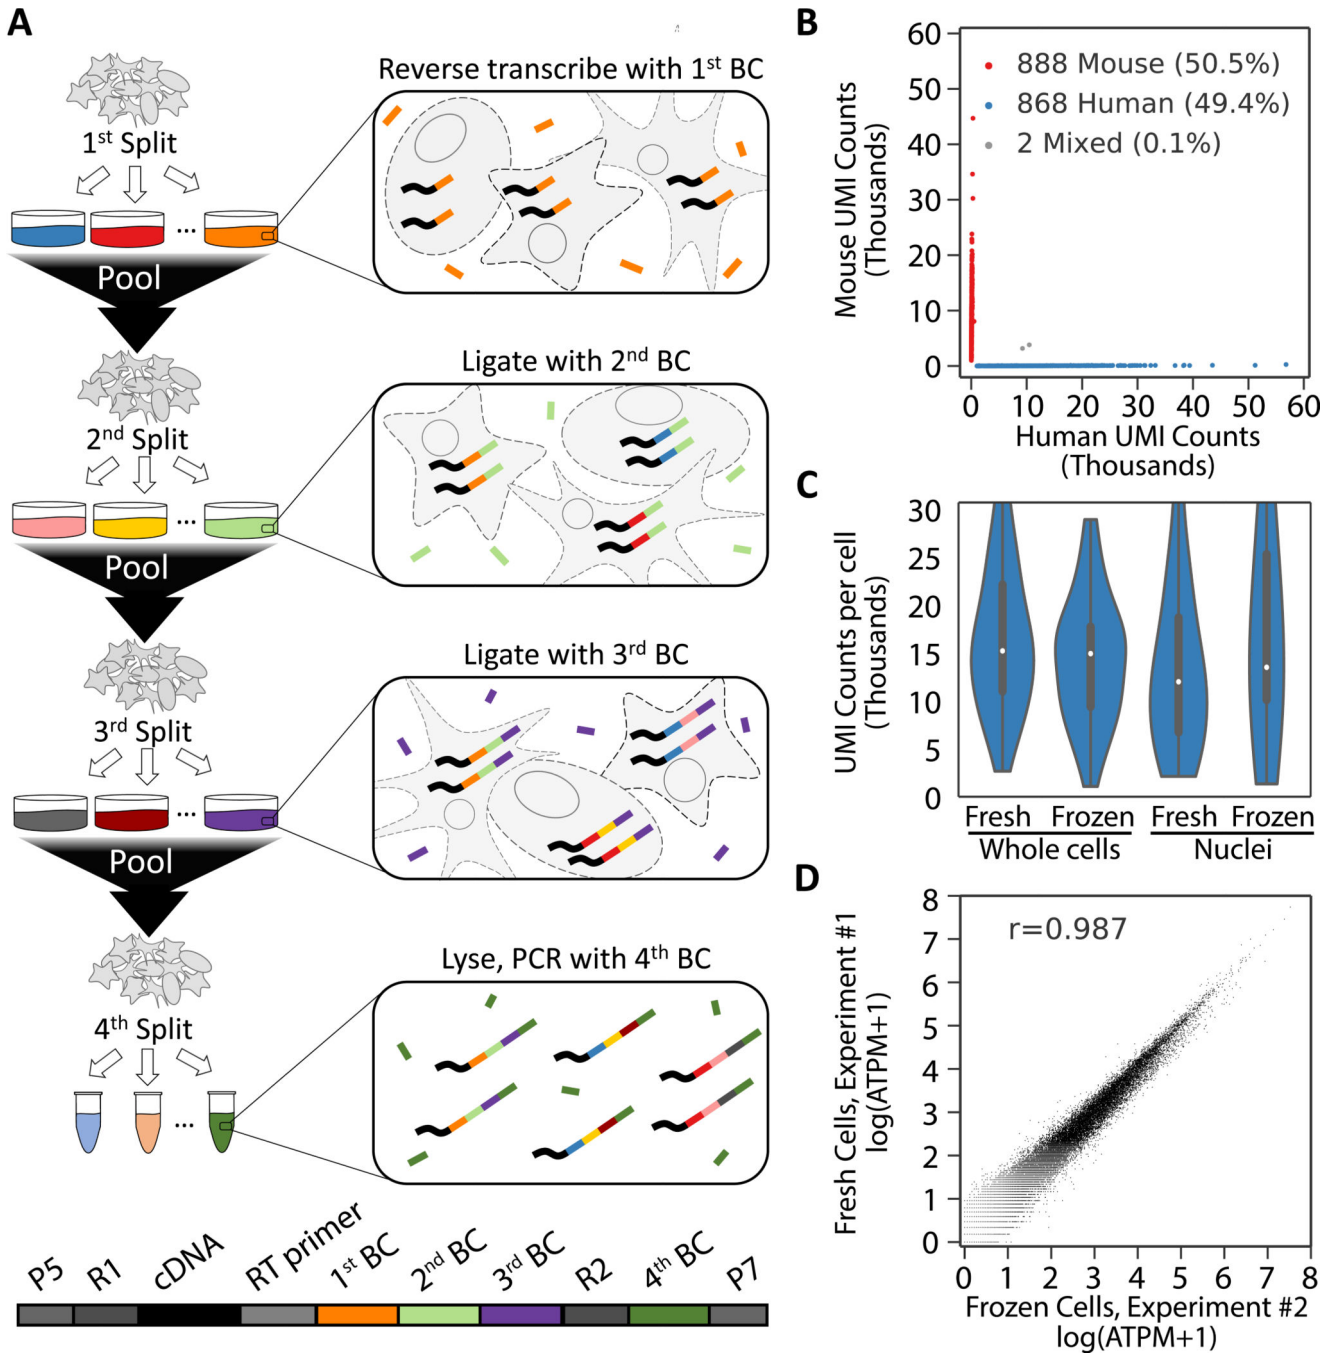 A
Reverse transcribe with 1st BC
1st Split
...
Pool
Ligate with 2nd BC
2nd Split
...
Pool
Ligate with 3rd BC
3rd Split
...
Pool
Lyse, PCR with 4th BC
4th Split
...
P5
R1
cDNA
RT primer
1st BC
2nd BC
3rd BC
R2
4th BC
P7
B
Mouse UMI Counts
(Thousands)
60
50
40
30
20
10
0
888 Mouse (50.5%)
868 Human (49.4%)
2 Mixed (0.1%)
0 10 20 30 40 50 60
Human UMI Counts
(Thousands)
C
UMI Counts per cell
(Thousands)
30
25
20
15
10
5
0
Fresh Frozen Fresh Frozen
Whole cells Nuclei
D
Fresh Cells, Experiment #1
log(ATPM+1)
8
7
6
5
4
3
2
1
0
r=0.987
0 1 2 3 4 5 6 7 8
Frozen Cells, Experiment #2
log(ATPM+1)